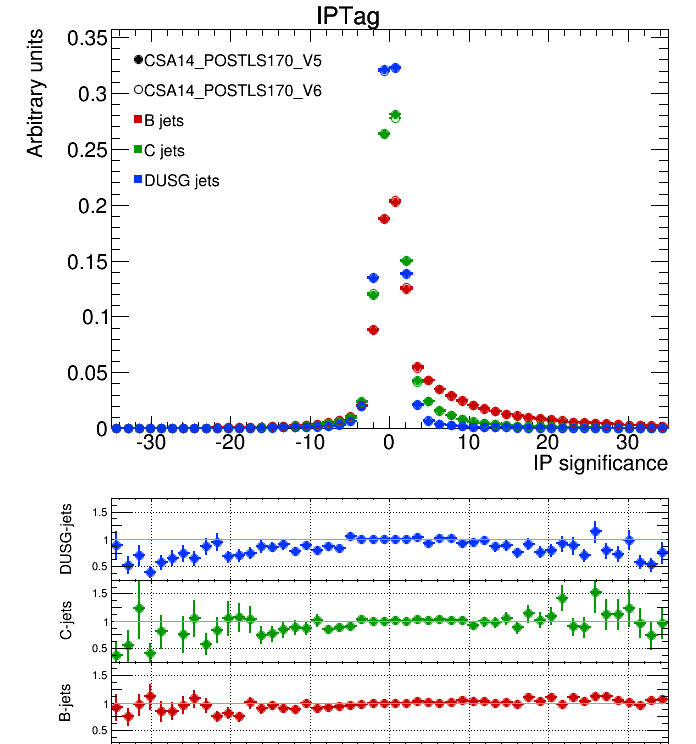 IPTag
Arbitrary units
0.35
0.3
0.25
0.2
0.15
0.1
0.05
0
CSA14_POSTLS170_V5
CSA14_POSTLS170_V6
B jets
C jets
DUSG jets
-30 -20 -10 0 10 20 30
IP significance
DUSG-jets
1.5
1
0.5
C-jets
1.5
1
0.5
B-jets
1.5
1
0.5